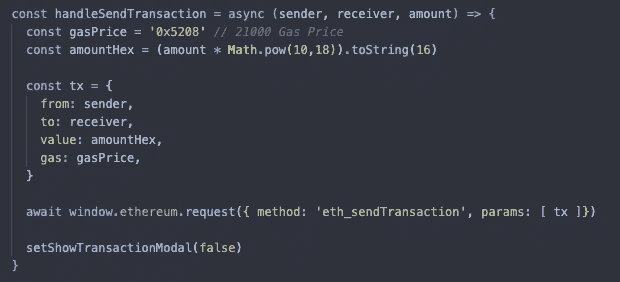 const handleSendTransaction = async (sender, receiver, amount) => {
const gasPrice = '0x5208' // 21000 Gas Price
const amountHex = (amount * Math.pow(10,18)).toString(16)
const tx = {
from: sender,
to: receiver,
value: amountHex,
gas: gasPrice,
}
await window.ethereum.request({ method: 'eth_sendTransaction', params: [ tx ]})
setShowTransactionModal(false)
}